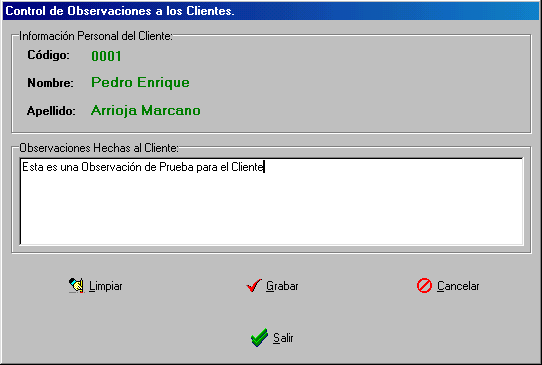 Control de Observaciones a los Clientes.
Información Personal del Cliente:
Código: 0001
Nombre: Pedro Enrique
Apellido: Arrioja Marcano
Observaciones Hechas al Cliente:
Esta es una Observación de Prueba para el Cliente
Limpiar Grabar Cancelar
Salir